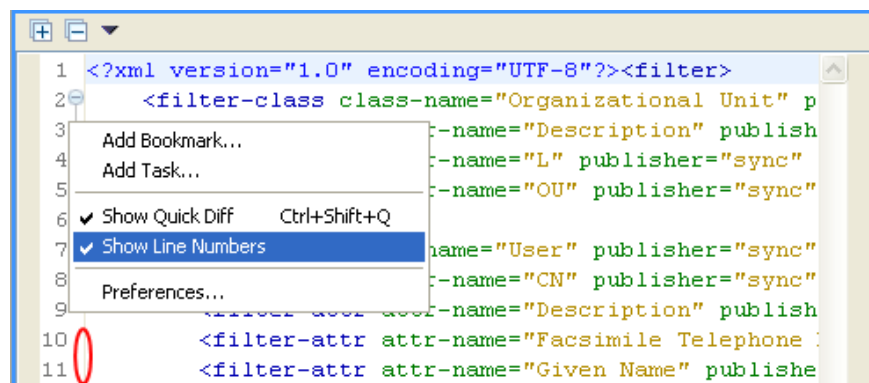 1 <?xml version="1.0" encoding="UTF-8"?><filter>
2 <filter-class class-name="Organizational Unit" p
3 r-name="Description" publish
Add Bookmark...
4 r-name="L" publisher="sync"
Add Task...
5 r-name="OU" publisher="sync"
6
Show Quick Diff Ctrl+Shift+Q
7 name="User" publisher="sync"
Show Line Numbers
8 r-name="CN" publisher="sync"
Preferences...
9 <filter-attr attr-name="Description" publish
10 <filter-attr attr-name="Facsimile Telephone
11 <filter-attr attr-name="Given Name" publishe